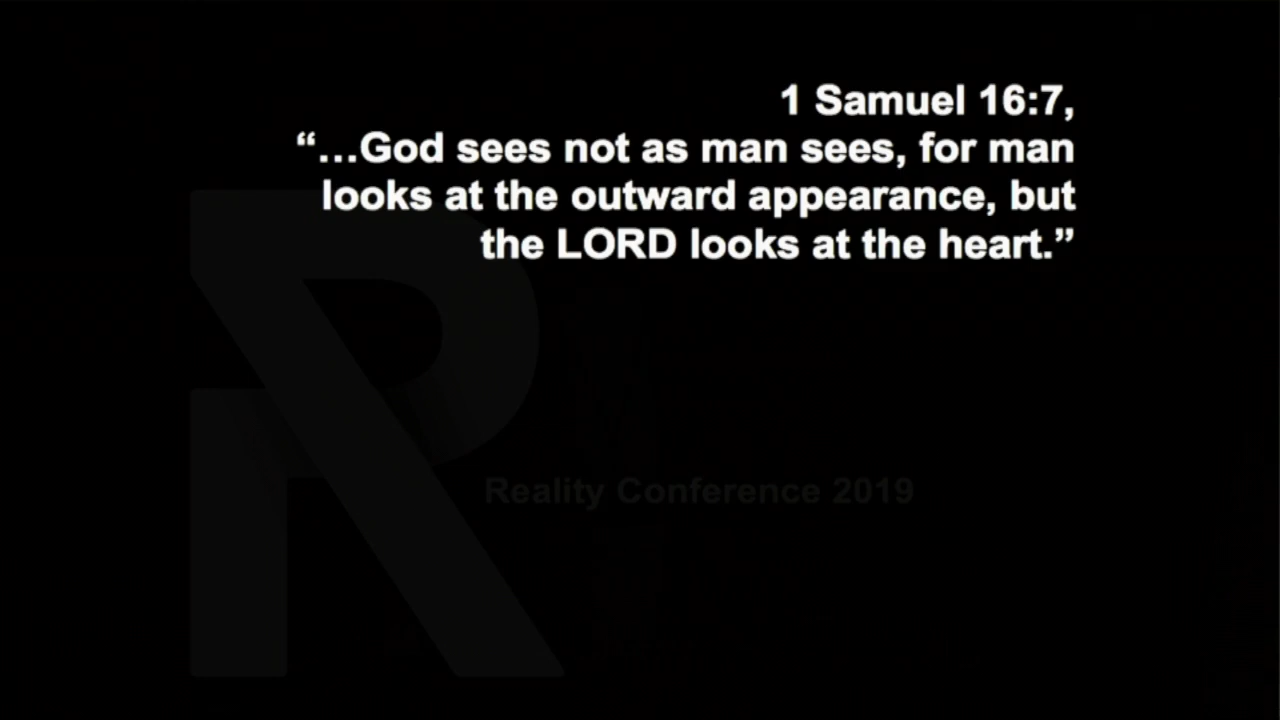 1 Samuel 16:7,
“…God sees not as man sees, for man
looks at the outward appearance, but
the LORD looks at the heart.”
Reality Conference 2019